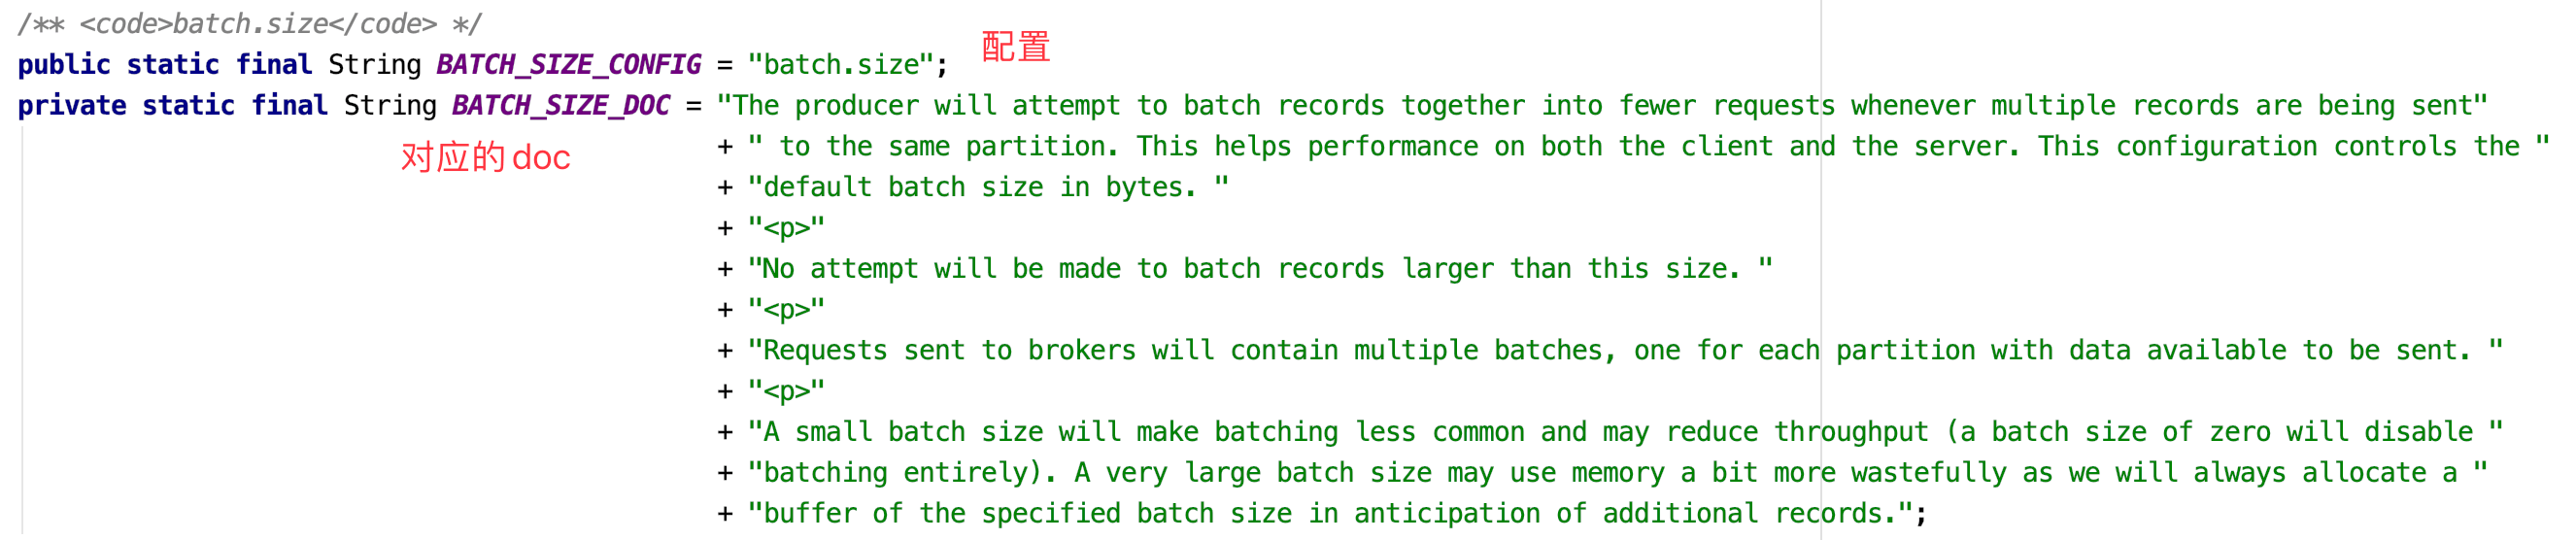 /** <code>batch.size</code> */
配置
public static final String BATCH_SIZE_CONFIG = "batch.size";
private static final String BATCH_SIZE_DOC = "The producer will attempt to batch records together into fewer requests whenever multiple records are being sent"
对应的doc
+ " to the same partition. This helps performance on both the client and the server. This configuration controls the "
+ "default batch size in bytes. "
+ "<p>"
+ "No attempt will be made to batch records larger than this size. "
+ "<p>"
+ "Requests sent to brokers will contain multiple batches, one for each partition with data available to be sent. "
+ "<p>"
+ "A small batch size will make batching less common and may reduce throughput (a batch size of zero will disable "
+ "batching entirely). A very large batch size may use memory a bit more wastefully as we will always allocate a "
+ "buffer of the specified batch size in anticipation of additional records.";